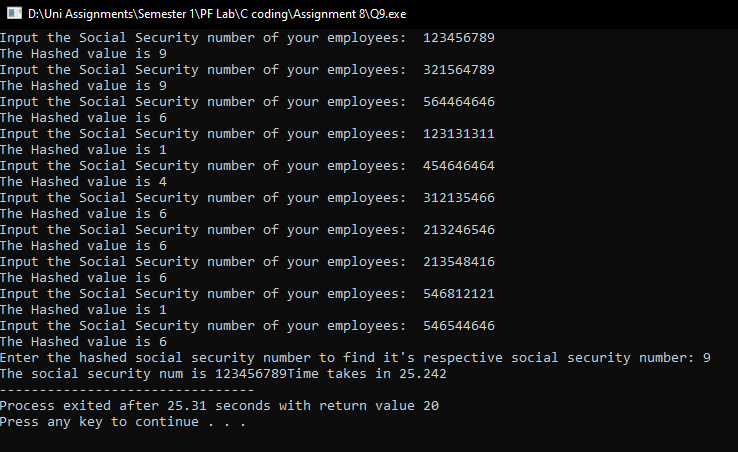 D:\Uni Assignments\Semester 1\PF Lab\C coding\Assignment 8\Q9.exe
Input the Social Security number of your employees:  123456789
The Hashed value is 9
Input the Social Security number of your employees:  321564789
The Hashed value is 9
Input the Social Security number of your employees:  564464646
The Hashed value is 6
Input the Social Security number of your employees:  123131311
The Hashed value is 1
Input the Social Security number of your employees:  454646464
The Hashed value is 4
Input the Social Security number of your employees:  312135466
The Hashed value is 6
Input the Social Security number of your employees:  213246546
The Hashed value is 6
Input the Social Security number of your employees:  213548416
The Hashed value is 6
Input the Social Security number of your employees:  546812121
The Hashed value is 1
Input the Social Security number of your employees:  546544646
The Hashed value is 6
Enter the hashed social security number to find it's respective social security number: 9
The social security num is 123456789Time takes in 25.242
--------------------------------
Process exited after 25.31 seconds with return value 20
Press any key to continue . . .